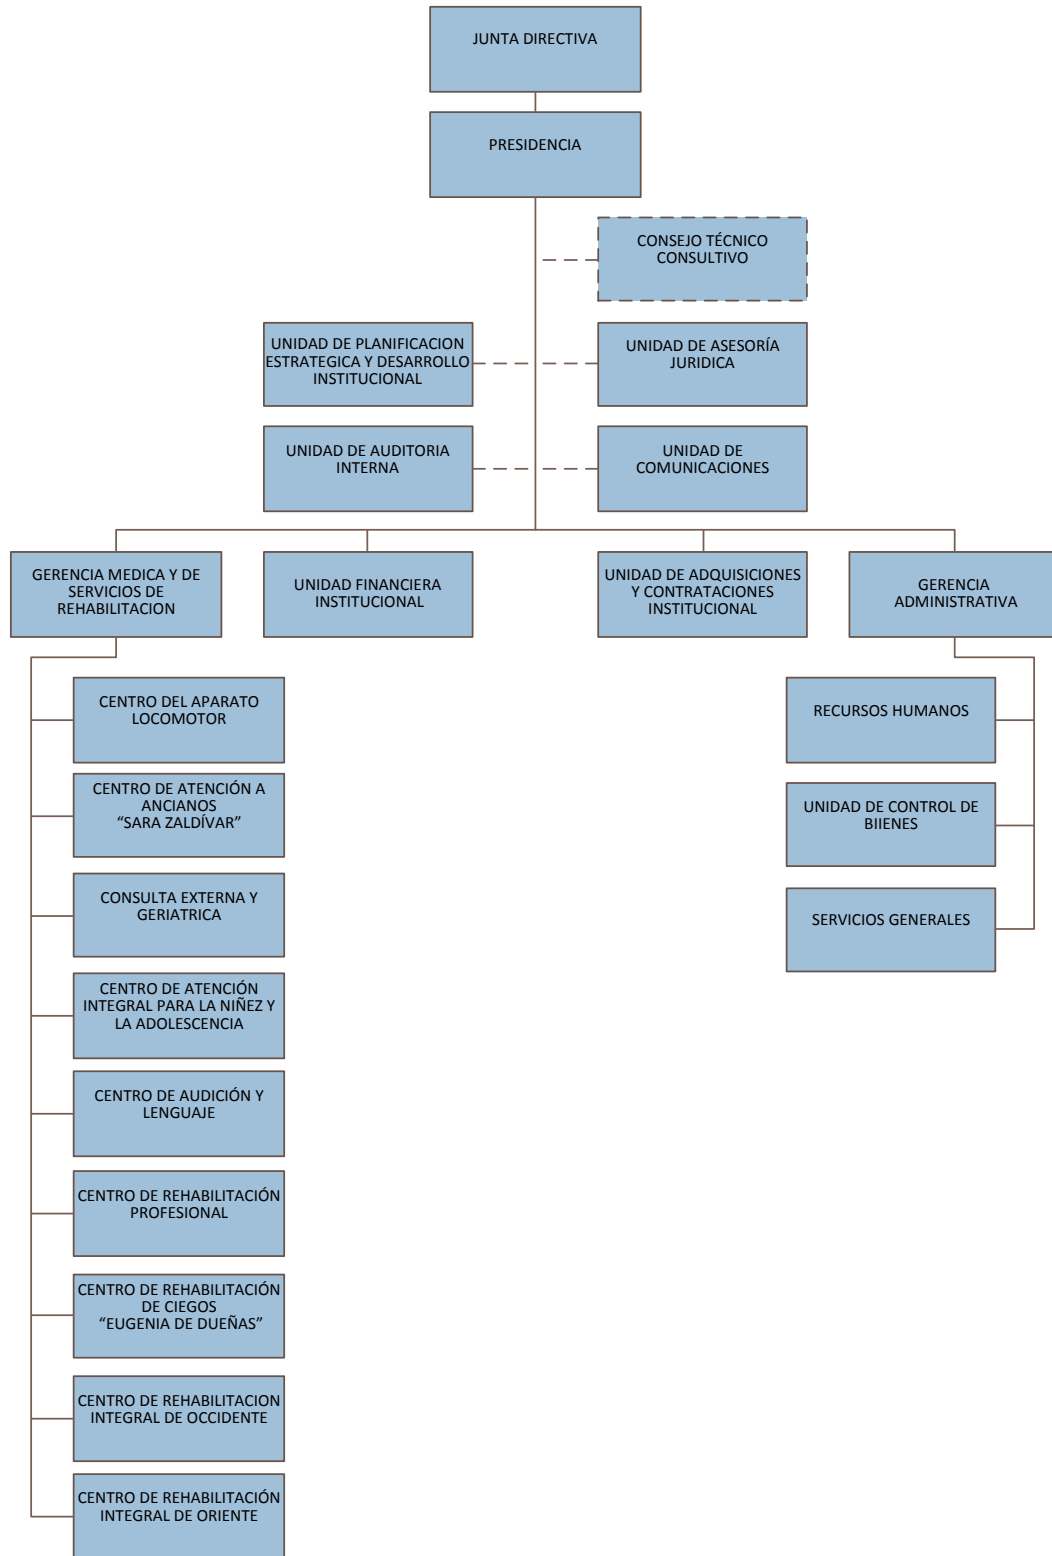 JUNTA DIRECTIVA
PRESIDENCIA
CONSEJO TÉCNICO
CONSULTIVO
UNIDAD DE PLANIFICACION
ESTRATEGICA Y DESARROLLO
INSTITUCIONAL
UNIDAD DE ASESORÍA
JURIDICA
UNIDAD DE AUDITORIA
INTERNA
UNIDAD DE
COMUNICACIONES
GERENCIA MEDICA Y DE
SERVICIOS DE
REHABILITACION
UNIDAD FINANCIERA
INSTITUCIONAL
UNIDAD DE ADQUISICIONES
Y CONTRATACIONES
INSTITUCIONAL
GERENCIA
ADMINISTRATIVA
CENTRO DEL APARATO
LOCOMOTOR
CENTRO DE ATENCIÓN A
ANCIANOS
“SARA ZALDÍVAR”
CONSULTA EXTERNA Y
GERIATRICA
CENTRO DE ATENCIÓN
INTEGRAL PARA LA NIÑEZ Y
LA ADOLESCENCIA
CENTRO DE AUDICIÓN Y
LENGUAJE
CENTRO DE REHABILITACIÓN
PROFESIONAL
CENTRO DE REHABILITACIÓN
DE CIEGOS
“EUGENIA DE DUEÑAS”
CENTRO DE REHABILITACION
INTEGRAL DE OCCIDENTE
CENTRO DE REHABILITACIÓN
INTEGRAL DE ORIENTE
RECURSOS HUMANOS
UNIDAD DE CONTROL DE
BIIENES
SERVICIOS GENERALES